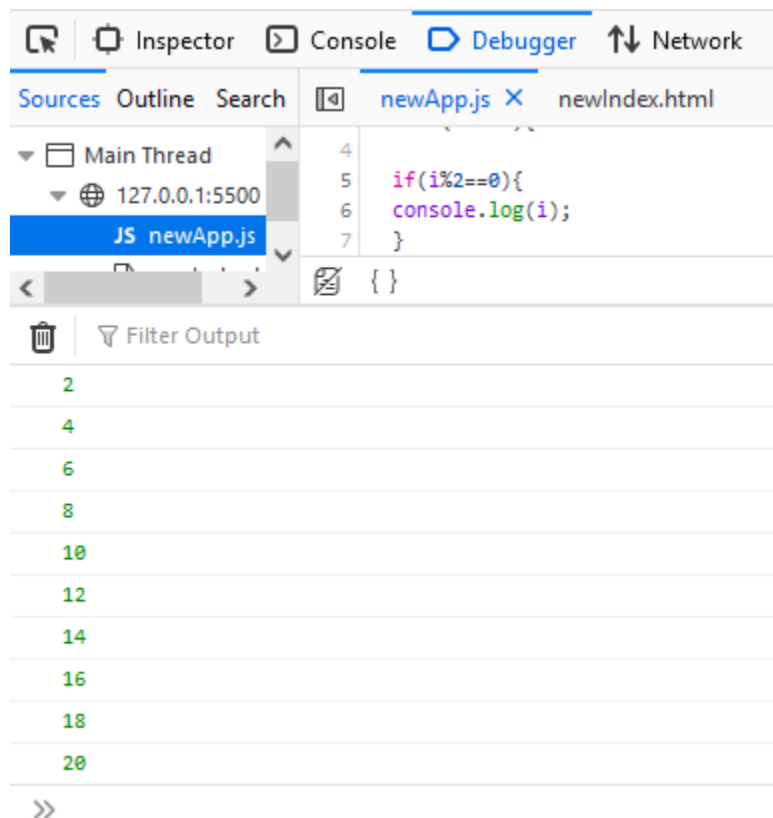 Inspector Console Debugger Network
Sources Outline Search newApp.js newIndex.html
Main Thread
127.0.0.1:5500
JS newApp.js
4
5 if(i%2==0){
6 console.log(i);
7 }
{ }
Filter Output
2
4
6
8
10
12
14
16
18
20